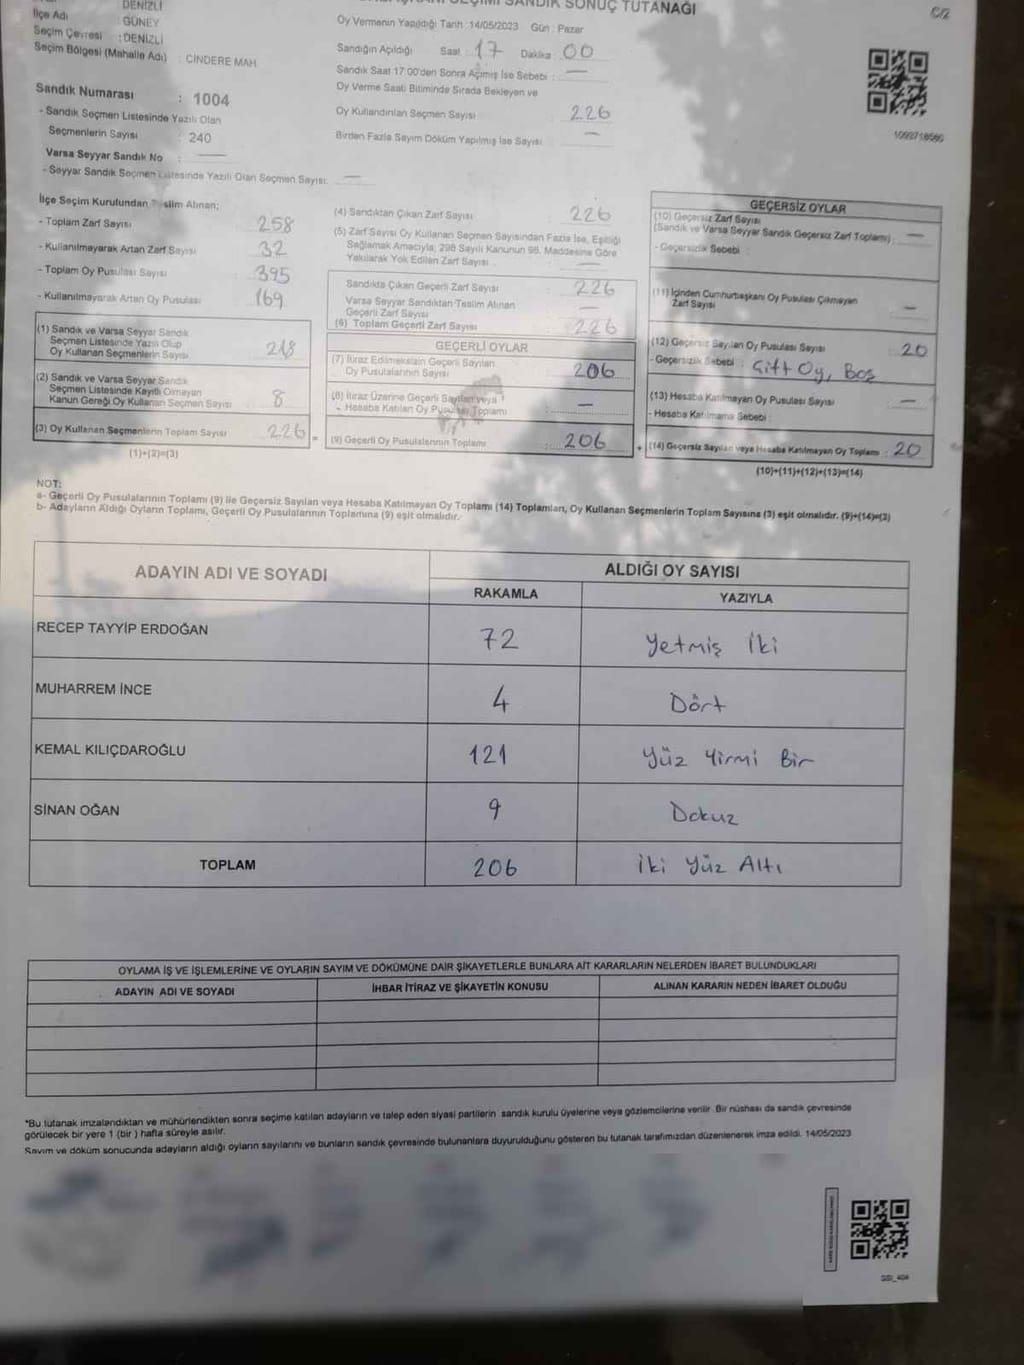 SANDIK SONUÇ TUTANAĞI
C/2
DENİZLİ
İlçe Adı : GÜNEY
Seçim Çevresi : DENİZLİ
Seçim Bölgesi (Mahalle Adı) : CİNDERE MAH
Sandık Numarası : 1004
- Sandık Seçmen Listesinde Yazılı Olan
Seçmenlerin Sayısı : 240
Varsa Seyyar Sandık No : —
- Seyyar Sandık Seçmen Listesinde Yazılı Olan Seçmen Sayısı: —
Oy Vermenin Yapıldığı Tarih :14/05/2023 Gün : Pazar
Sandığın Açıldığı Saat : 17 Dakika : 00
Sandık Saat 17:00'den Sonra Açılmış İse Sebebi : —
Oy Verme Saati Bitiminde Sırada Bekleyen ve
Oy Kullandırılan Seçmen Sayısı : 226
Birden Fazla Sayım Döküm Yapılmış İse Sayısı : —
1092718580
İlçe Seçim Kurulundan Teslim Alınan;
- Toplam Zarf Sayısı : 258
- Kullanılmayarak Artan Zarf Sayısı : 32
- Toplam Oy Pusulası Sayısı : 395
- Kullanılmayarak Artan Oy Pusulası : 169
(1) Sandık ve Varsa Seyyar Sandık
Seçmen Listesinde Yazılı Olup
Oy Kullanan Seçmenlerin Sayısı : 218
(2) Sandık ve Varsa Seyyar Sandık
Seçmen Listesinde Kayıtlı Olmayan
Kanun Gereği Oy Kullanan Seçmen Sayısı : 8
(3) Oy Kullanan Seçmenlerin Toplam Sayısı : 226 =
(1)+(2)=(3)
(4) Sandıktan Çıkan Zarf Sayısı : 226
(5) Zarf Sayısı Oy Kullanan Seçmen Sayısından Fazla İse, Eşitliği
Sağlamak Amacıyla, 298 Sayılı Kanunun 98. Maddesine Göre
Yakılarak Yok Edilen Zarf Sayısı : —
Sandıkta Çıkan Geçerli Zarf Sayısı : 226
Varsa Seyyar Sandıktan Teslim Alınan
Geçerli Zarf Sayısı : —
(6) Toplam Geçerli Zarf Sayısı : 226
GEÇERLİ OYLAR
(7) İtiraz Edilmeksizin Geçerli Sayılan
Oy Pusulalarının Sayısı : 206
(8) İtiraz Üzerine Geçerli Sayılan veya
- Hesaba Katılan Oy Pusulası Toplamı : —
(9) Geçerli Oy Pusulalarının Toplamı : 206 +
GEÇERSİZ OYLAR
(10) Geçersiz Zarf Sayısı
(Sandık ve Varsa Seyyar Sandık Geçersiz Zarf Toplamı) : —
- Geçersizlik Sebebi :
(11) İçinden Cumhurbaşkanı Oy Pusulası Çıkmayan
Zarf Sayısı : —
(12) Geçersiz Sayılan Oy Pusulası Sayısı : 20
- Geçersizlik Sebebi : Çift Oy, Boş
(13) Hesaba Katılmayan Oy Pusulası Sayısı : —
- Hesaba Katılmama Sebebi :
(14) Geçersiz Sayılan veya Hesaba Katılmayan Oy Toplamı : 20
(10)+(11)+(12)+(13)=(14)
NOT:
a- Geçerli Oy Pusulalarının Toplamı (9) ile Geçersiz Sayılan veya Hesaba Katılmayan Oy Toplamı (14) Toplamları, Oy Kullanan Seçmenlerin Toplam Sayısına (3) eşit olmalıdır. (9)+(14)=(3)
b- Adayların Aldığı Oyların Toplamı, Geçerli Oy Pusulalarının Toplamına (9) eşit olmalıdır.
ADAYIN ADI VE SOYADI ALDIĞI OY SAYISI
RAKAMLA YAZIYLA
RECEP TAYYİP ERDOĞAN 72 Yetmiş İki
MUHARREM İNCE 4 Dört
KEMAL KILIÇDAROĞLU 121 Yüz Yirmi Bir
SİNAN OĞAN 9 Dokuz
TOPLAM 206 İki Yüz Altı
OYLAMA İŞ VE İŞLEMLERİNE VE OYLARIN SAYIM VE DÖKÜMÜNE DAİR ŞİKAYETLERLE BUNLARA AİT KARARLARIN NELERDEN İBARET BULUNDUKLARI
ADAYIN ADI VE SOYADI İHBAR İTİRAZ VE ŞİKAYETİN KONUSU ALINAN KARARIN NEDEN İBARET OLDUĞU
*Bu tutanak imzalandıktan ve mühürlendikten sonra seçime katılan adayların ve talep eden siyasi partilerin sandık kurulu üyelerine veya gözlemcilerine verilir. Bir nüshası da sandık çevresinde
görülecek bir yere 1 (bir ) hafta süreyle asılır.
Sayım ve döküm sonucunda adayların aldığı oyların sayılarını ve bunların sandık çevresinde bulunanlara duyurulduğunu gösteren bu tutanak tarafımızdan düzenlenerek imza edildi. 14/05/2023